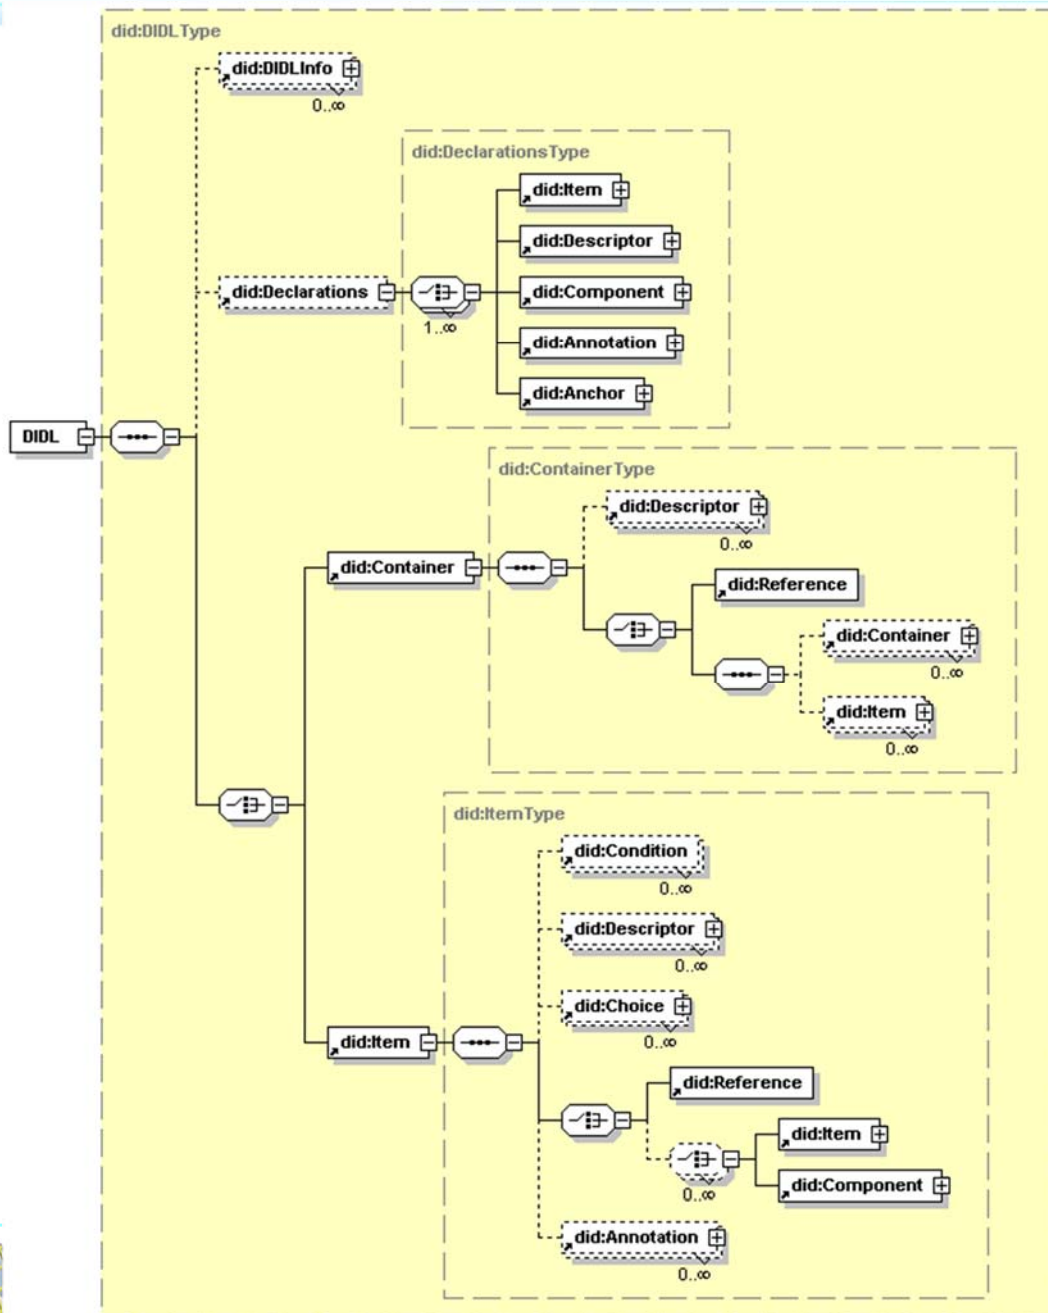 did:DIDLType
did:DIDLInfo
0..∞
did:DeclarationsType
did:Item
did:Descriptor
did:Declarations
did:Component
1..∞
did:Annotation
did:Anchor
DIDL
did:ContainerType
did:Descriptor
0..∞
did:Container
did:Reference
did:Container
0..∞
did:Item
0..∞
did:ItemType
did:Condition
0..∞
did:Descriptor
0..∞
did:Choice
0..∞
did:Item
did:Reference
did:Item
0..∞
did:Component
did:Annotation
0..∞